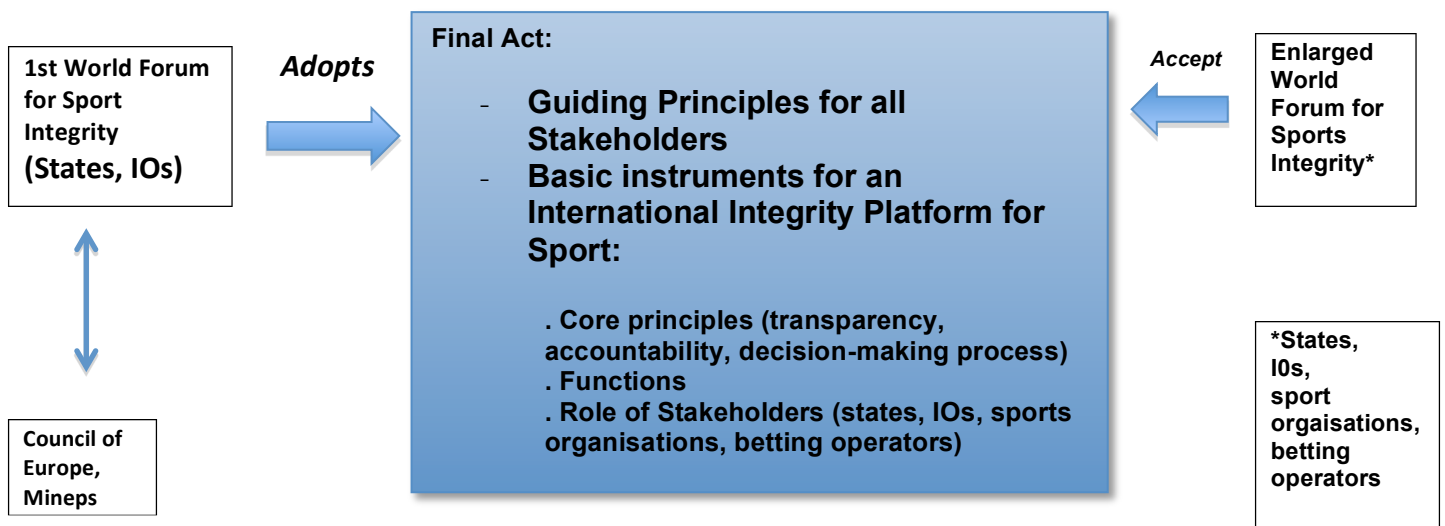 1st World Forum
for Sport
Integrity
(States, IOs)
Adopts
Council of
Europe,
Mineps
Final Act:
- Guiding Principles for all
Stakeholders
- Basic instruments for an
International Integrity Platform for
Sport:
. Core principles (transparency,
accountability, decision-making process)
. Functions
. Role of Stakeholders (states, IOs, sports
organisations, betting operators)
Accept
Enlarged
World
Forum for
Sports
Integrity*
*States,
I0s,
sport
orgaisations,
betting
operators